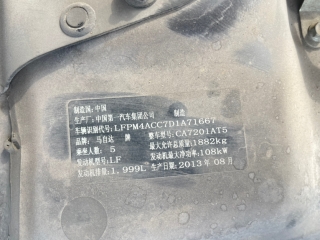 制造国：中国
生产厂：中国第一汽车集团公司 制造
车辆识别代号：LFPM4ACC7D1A71667
品牌：马自达 牌 整车型号：CA7201AT5
乘坐人数：5 最大允许总质量：1882kg
发动机型号：LF 发动机最大净功率：108kW
发动机排量：1.999L 生产日期：2013年08月